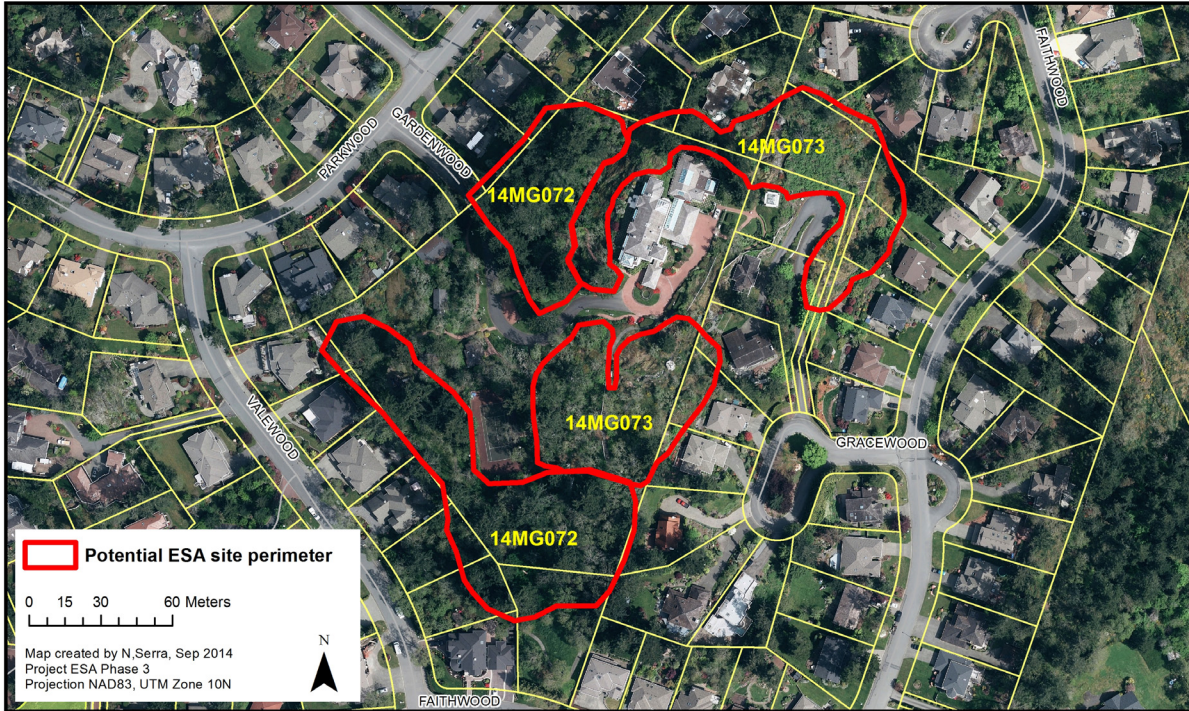 FAITHWOOD
PARKWOOD
GARDENWOOD
14MG073
14MG072
VALEWOOD
14MG073
GRACEWOOD
14MG072
Potential ESA site perimeter
0 15 30 60 Meters
Map created by N,Serra, Sep 2014
Project ESA Phase 3
Projection NAD83, UTM Zone 10N
N
FAITHWOOD